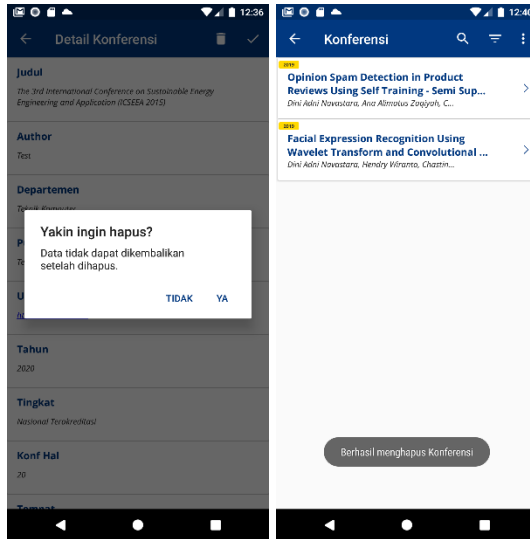 12:36
Detail Konferensi
Judul
The 3rd International Conference on Sustainable Energy
Engineering and Application (ICSEEA 2015)
Author
Test
Departemen
Teknik Komputer
Yakin ingin hapus?
Data tidak dapat dikembalikan
setelah dihapus.
TIDAK YA
Tahun
2020
Tingkat
Nasional Terakreditasi
Konf Hal
20
Tempat
12:40
Konferensi
2019
Opinion Spam Detection in Product
Reviews Using Self Training - Semi Sup...
Dini Adni Navastara, Ana Alimatus Zaqiyah, C...
2019
Facial Expression Recognition Using
Wavelet Transform and Convolutional ...
Dini Adni Navastara, Hendry Wiranto, Chastin...
Berhasil menghapus Konferensi